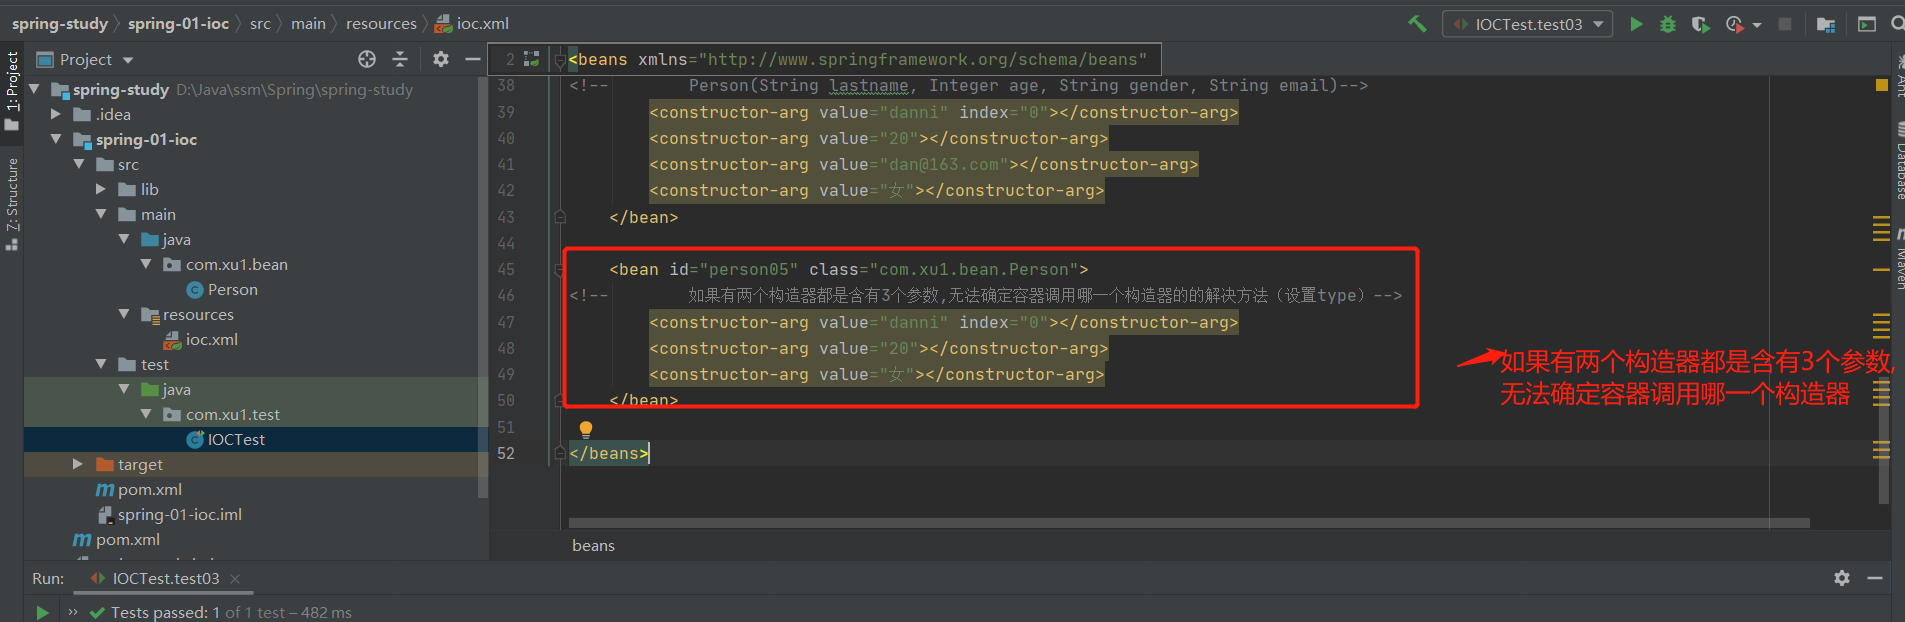 spring-study spring-01-ioc src main resources ioc.xml IOCTest.test03
Project
1: Project
7: Structure
spring-study D:\Java\ssm\Spring\spring-study
.idea
spring-01-ioc
src
lib
main
java
com.xu1.bean
Person
resources
ioc.xml
test
java
com.xu1.test
IOCTest
target
pom.xml
spring-01-ioc.iml
pom.xml
2 <beans xmlns="http://www.springframework.org/schema/beans"
38 <!-- Person(String lastname, Integer age, String gender, String email)-->
39 <constructor-arg value="danni" index="0"></constructor-arg>
40 <constructor-arg value="20"></constructor-arg>
41 <constructor-arg value="dan@163.com"></constructor-arg>
42 <constructor-arg value="女"></constructor-arg>
43 </bean>
44
45 <bean id="person05" class="com.xu1.bean.Person">
46 <!-- 如果有两个构造器都是含有3个参数,无法确定容器调用哪一个构造器的的解决方法（设置type）-->
47 <constructor-arg value="danni" index="0"></constructor-arg>
48 <constructor-arg value="20"></constructor-arg>
49 <constructor-arg value="女"></constructor-arg>
50 </bean>
51
52 </beans>
如果有两个构造器都是含有3个参数,
无法确定容器调用哪一个构造器
beans
Ant
Database
Maven
Run: IOCTest.test03
Tests passed: 1 of 1 test – 482 ms